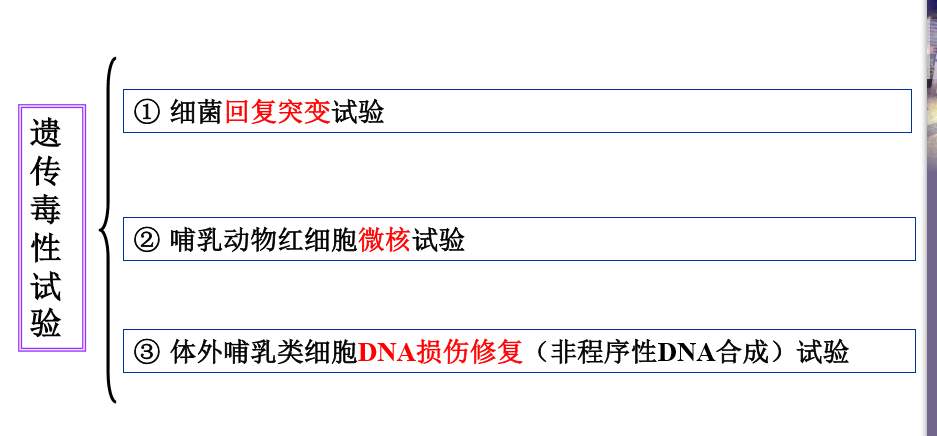 遗传毒性试验
① 细菌回复突变试验
② 哺乳动物红细胞微核试验
③ 体外哺乳类细胞DNA损伤修复（非程序性DNA合成）试验